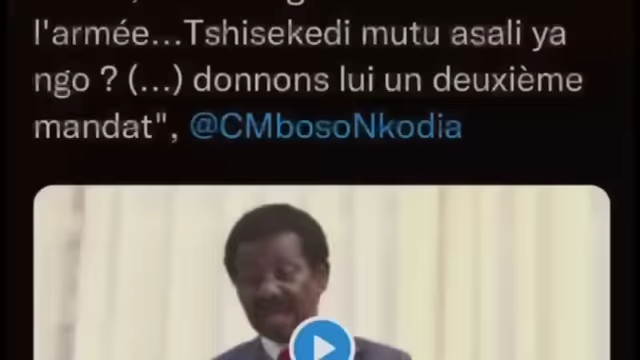 l'armée...Tshisekedi mutu asali ya
ngo ? (...) donnons lui un deuxième
mandat", @CMbosoNkodia